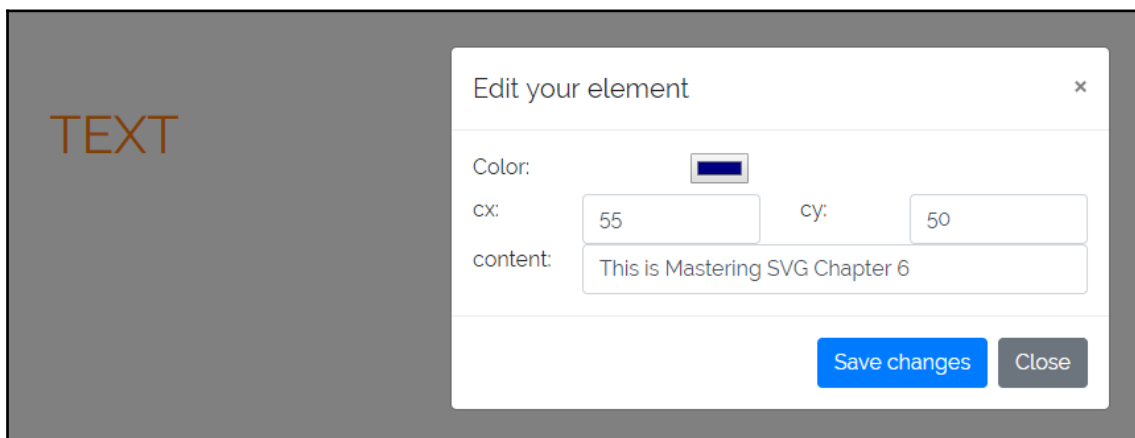 TEXT
Edit your element ×
Color:
cx: 55 cy: 50
content: This is Mastering SVG Chapter 6
Save changes Close